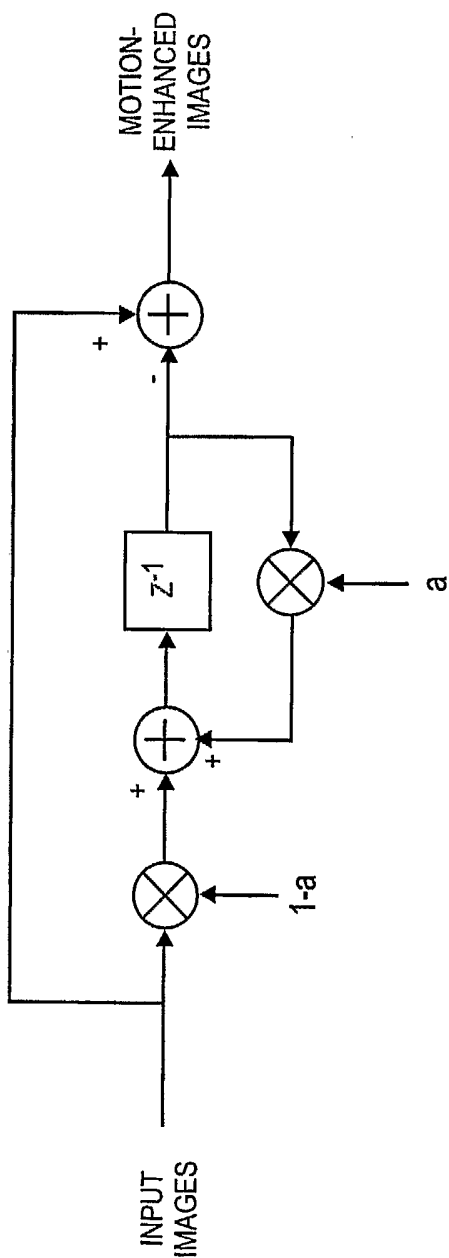 INPUT
IMAGES
1-a
+
+
z-1
a
-
+
MOTION-
ENHANCED
IMAGES